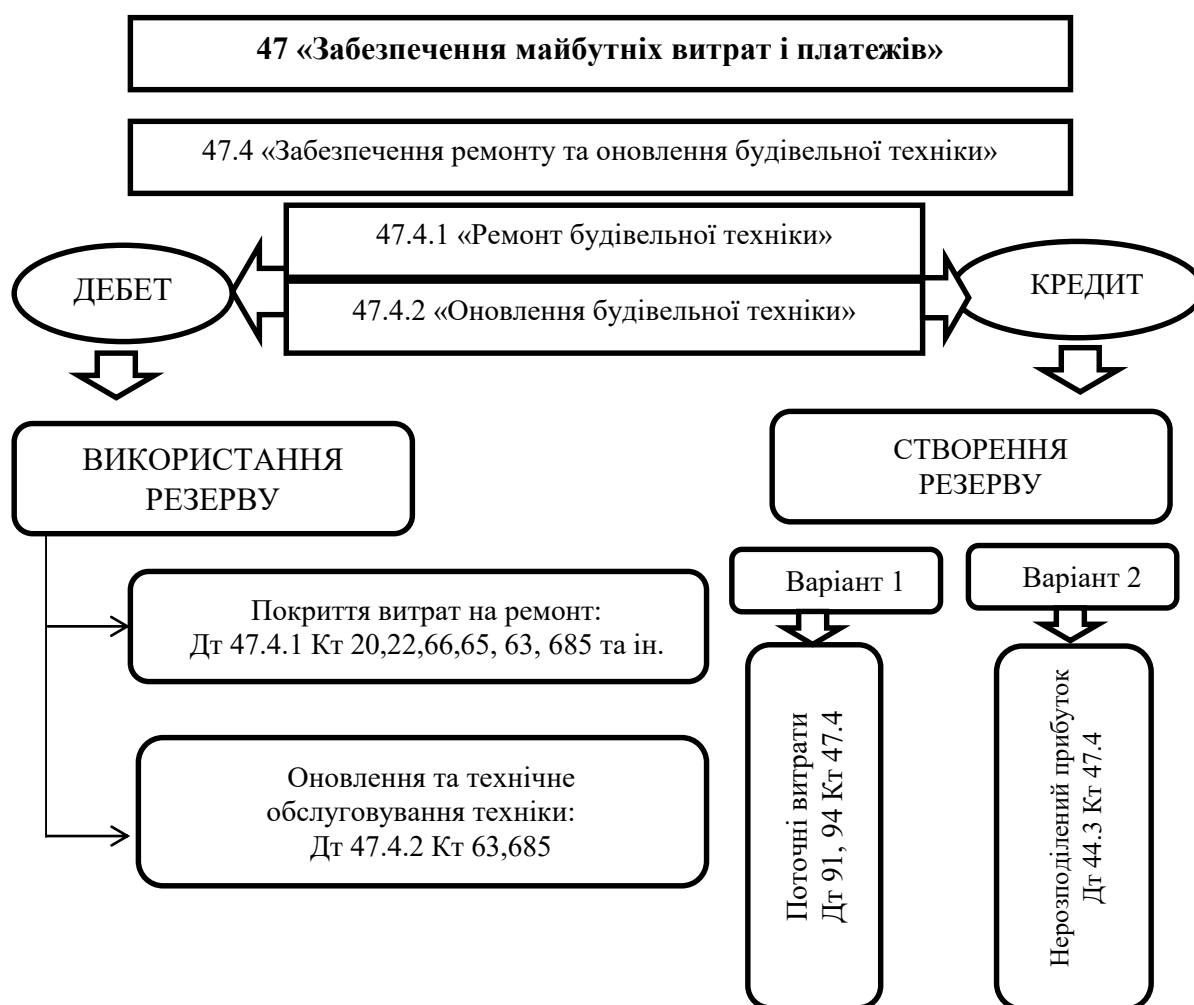 47 «Забезпечення майбутніх витрат і платежів»
47.4 «Забезпечення ремонту та оновлення будівельної техніки»
47.4.1 «Ремонт будівельної техніки»
ДЕБЕТ
КРЕДИТ
47.4.2 «Оновлення будівельної техніки»
ВИКОРИСТАННЯ
РЕЗЕРВУ
СТВОРЕННЯ
РЕЗЕРВУ
Варіант 1
Варіант 2
Покриття витрат на ремонт:
Дт 47.4.1 Кт 20,22,66,65, 63, 685 та ін.
Оновлення та технічне
обслуговування техніки:
Дт 47.4.2 Кт 63,685
Поточні витрати
Дт 91, 94 Кт 47.4
Нерозподілений прибуток
Дт 44.3 Кт 47.4